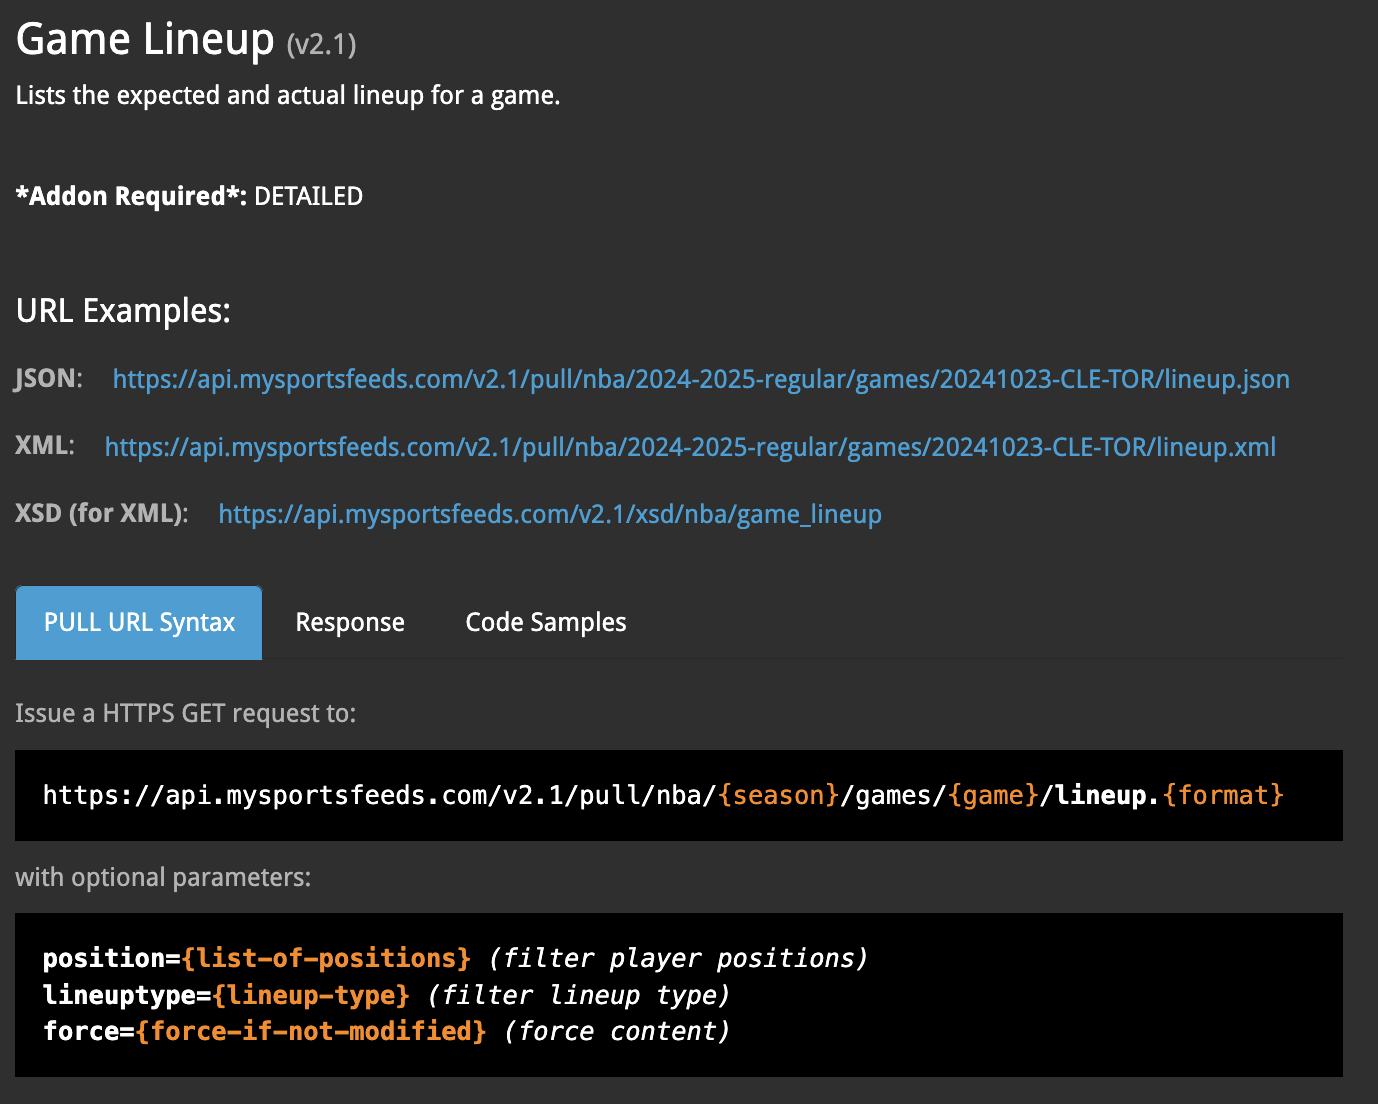 Game Lineup (v2.1)
Lists the expected and actual lineup for a game.
*Addon Required*: DETAILED
URL Examples:
JSON: https://api.mysportsfeeds.com/v2.1/pull/nba/2024-2025-regular/games/20241023-CLE-TOR/lineup.json
XML: https://api.mysportsfeeds.com/v2.1/pull/nba/2024-2025-regular/games/20241023-CLE-TOR/lineup.xml
XSD (for XML): https://api.mysportsfeeds.com/v2.1/xsd/nba/game_lineup
PULL URL Syntax Response Code Samples
Issue a HTTPS GET request to:
https://api.mysportsfeeds.com/v2.1/pull/nba/{season}/games/{game}/lineup.{format}
with optional parameters:
position={list-of-positions} (filter player positions)
lineuptype={lineup-type} (filter lineup type)
force={force-if-not-modified} (force content)